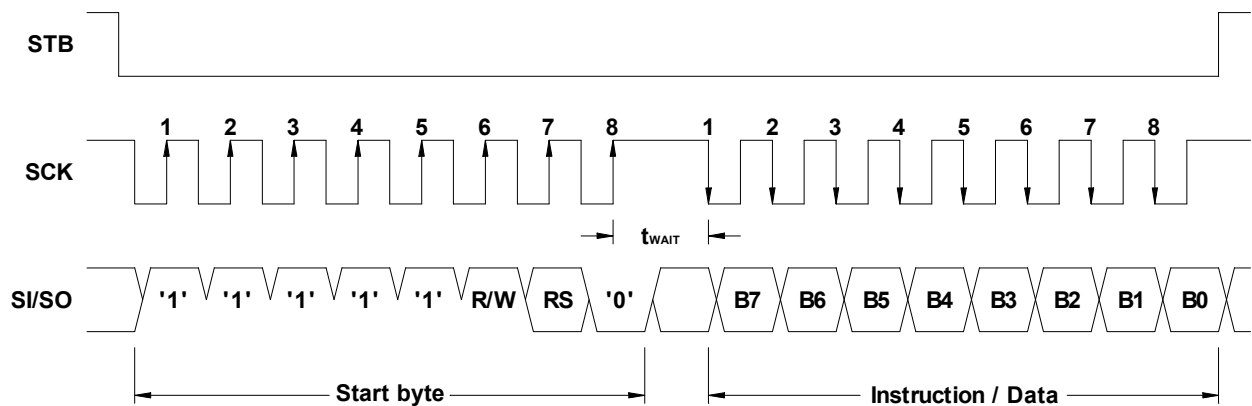 STB
1 2 3 4 5 6 7 8 1 2 3 4 5 6 7 8
SCK
tWAIT
SI/SO '1' '1' '1' '1' '1' R/W RS '0' B7 B6 B5 B4 B3 B2 B1 B0
Start byte Instruction / Data